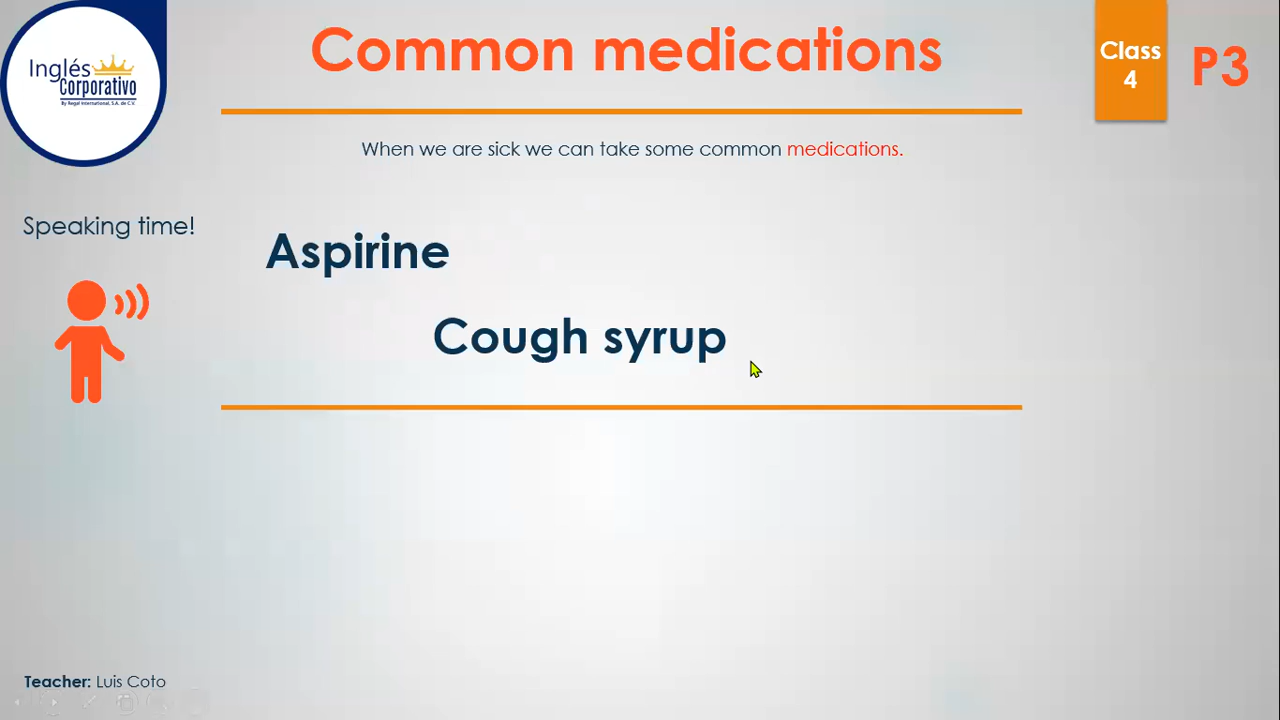 Inglés
Corporativo
By Regal International, S.A. de C.V.
Common medications
Class
4
P3
When we are sick we can take some common medications.
Speaking time!
Aspirine
Cough syrup
Teacher: Luis Coto